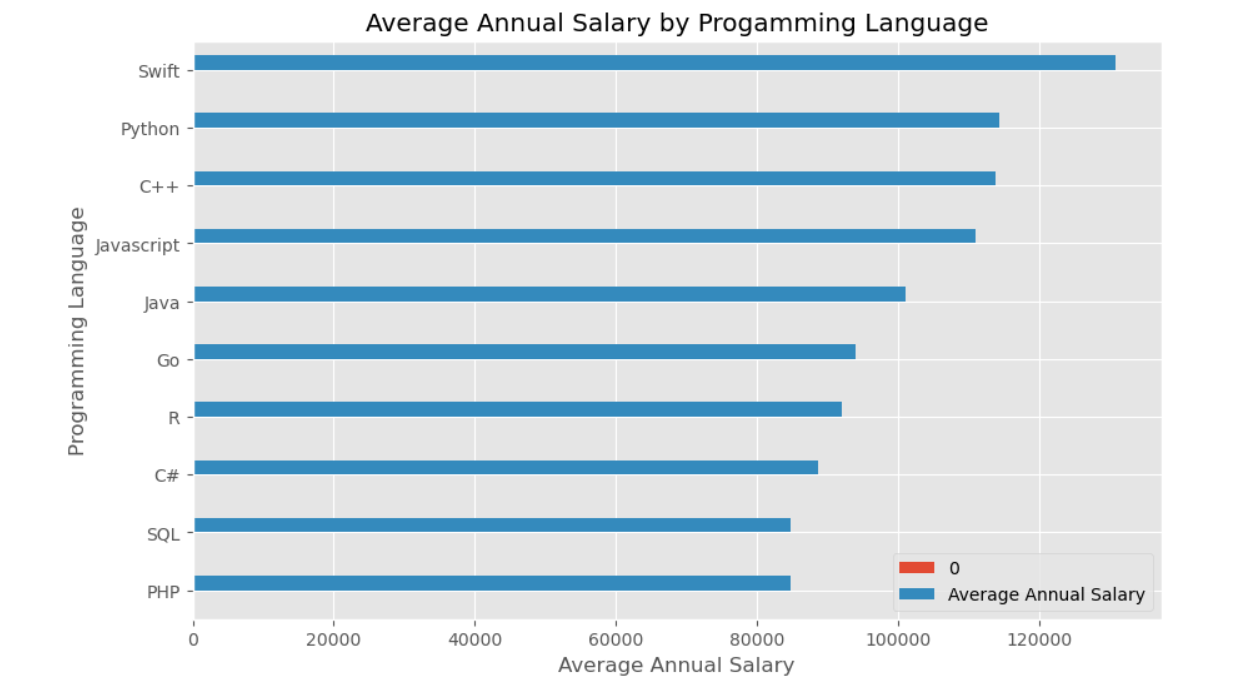 Average Annual Salary by Progamming Language
Programming Language
Swift
Python
C++
Javascript
Java
Go
R
C#
SQL
PHP
0
Average Annual Salary
0 20000 40000 60000 80000 100000 120000
Average Annual Salary